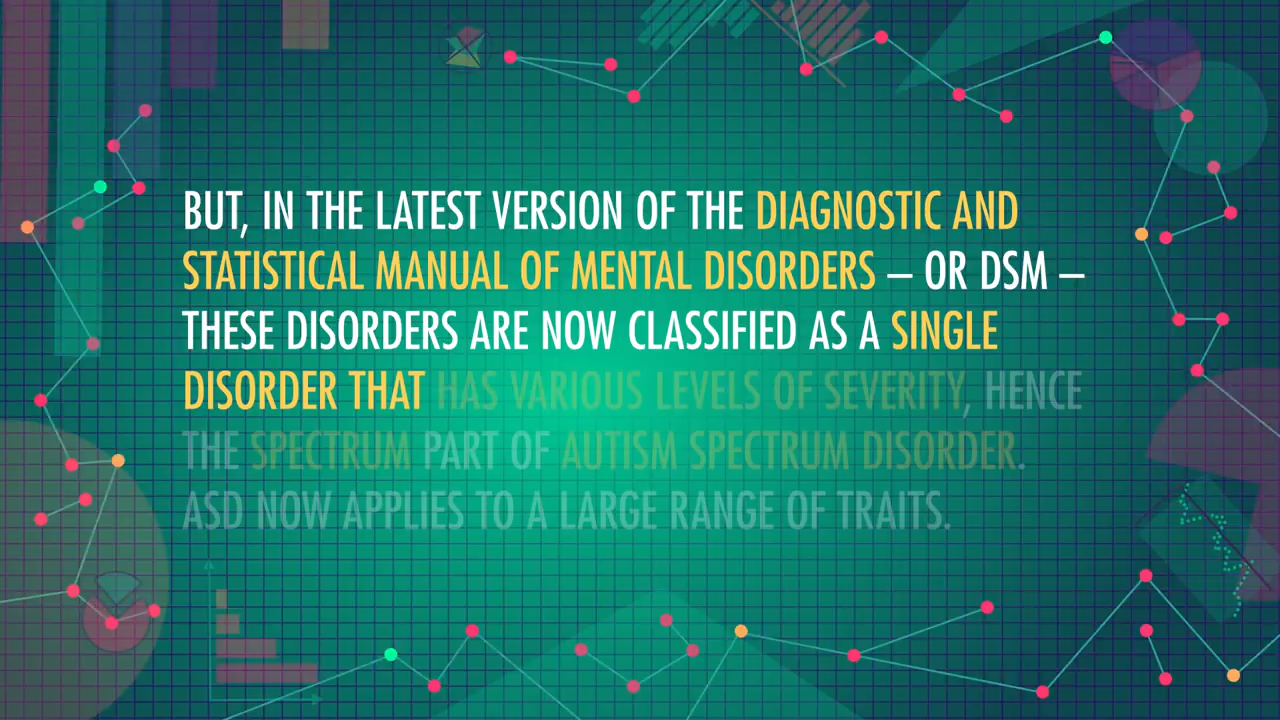 BUT, IN THE LATEST VERSION OF THE DIAGNOSTIC AND
STATISTICAL MANUAL OF MENTAL DISORDERS – OR DSM –
THESE DISORDERS ARE NOW CLASSIFIED AS A SINGLE
DISORDER THAT HAS VARIOUS LEVELS OF SEVERITY, HENCE
THE SPECTRUM PART OF AUTISM SPECTRUM DISORDER.
ASD NOW APPLIES TO A LARGE RANGE OF TRAITS.